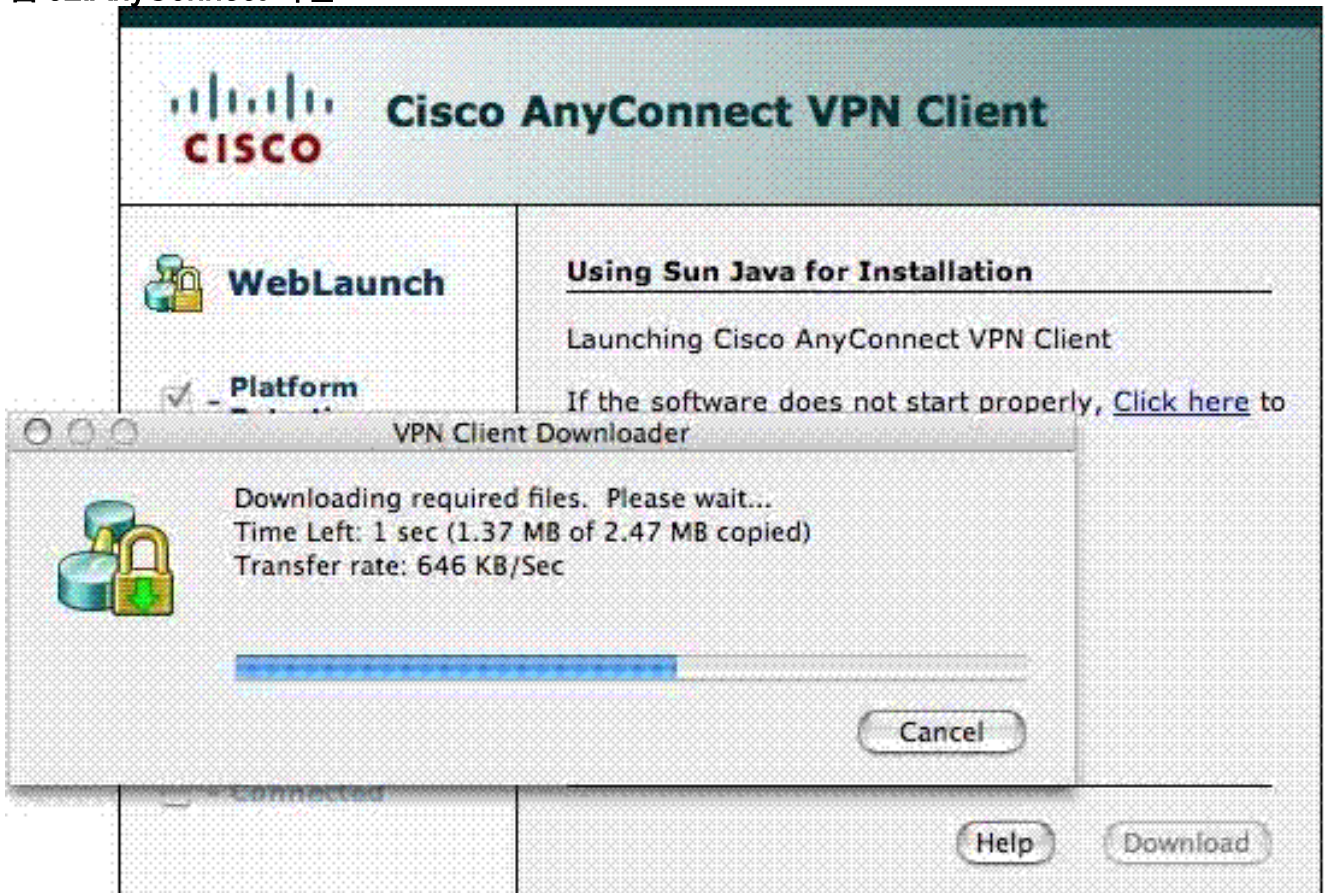 AnyConnect
CISCO
Cisco AnyConnect VPN Client
WebLaunch
- Platform
Using Sun Java for Installation
Launching Cisco AnyConnect VPN Client
If the software does not start properly, Click here to
VPN Client Downloader
Downloading required files. Please wait...
Time Left: 1 sec (1.37 MB of 2.47 MB copied)
Transfer rate: 646 KB/Sec
Cancel
- Connected
Help
Download